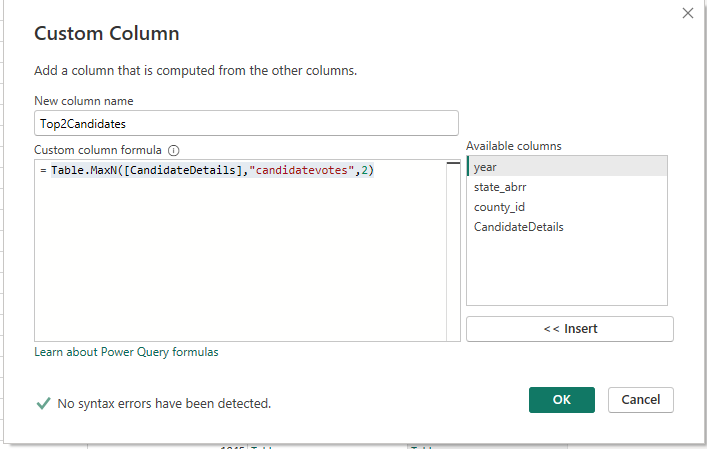 Custom Column
Add a column that is computed from the other columns.
New column name
Top2Candidates
Custom column formula
Available columns
= Table.MaxN([CandidateDetails],"candidatevotes",2)
year
state_abrr
county_id
CandidateDetails
<< Insert
Learn about Power Query formulas
No syntax errors have been detected.
OK
Cancel